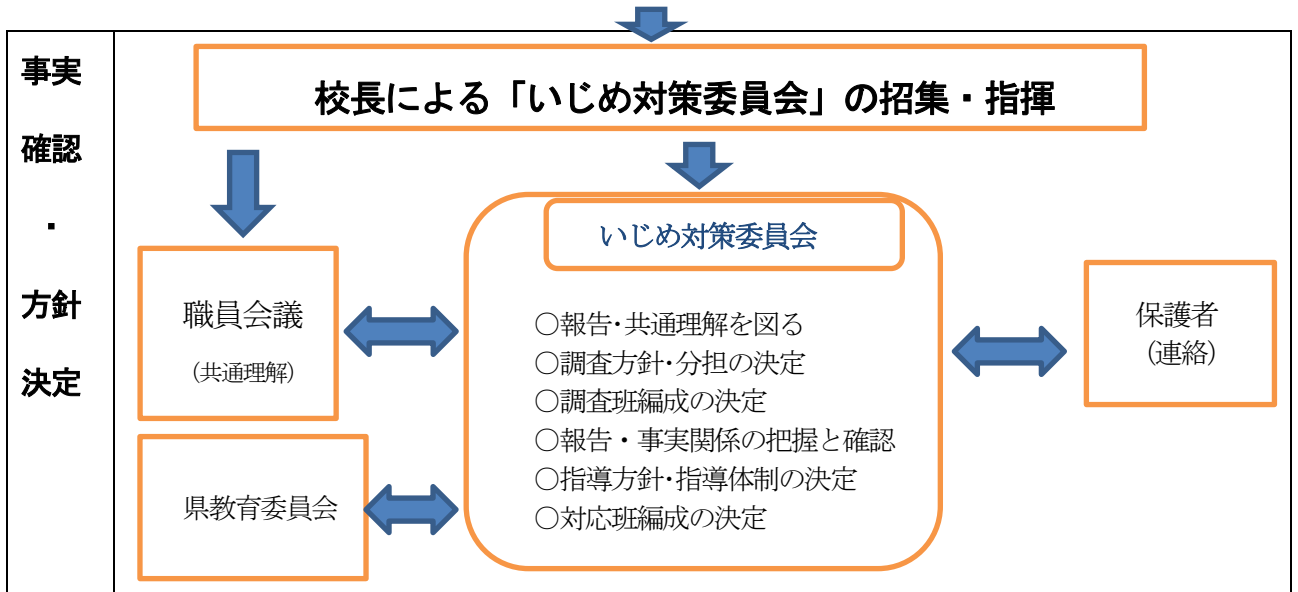 事実
確認
・
方針
決定
校長による「いじめ対策委員会」の招集・指揮
いじめ対策委員会
職員会議
(共通理解)
○報告・共通理解を図る
○調査方針・分担の決定
○調査班編成の決定
○報告・事実関係の把握と確認
○指導方針・指導体制の決定
○対応班編成の決定
保護者
(連絡)
県教育委員会